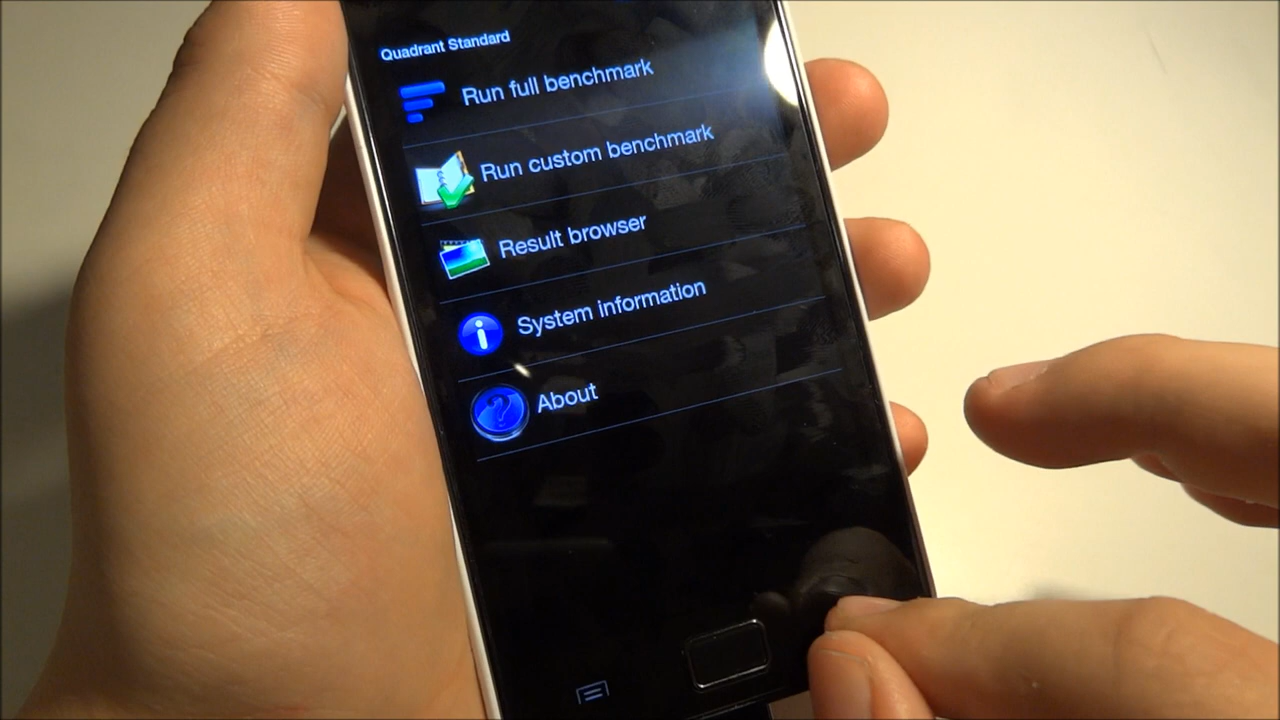 Quadrant Standard
Run full benchmark
Run custom benchmark
Result browser
System information
About